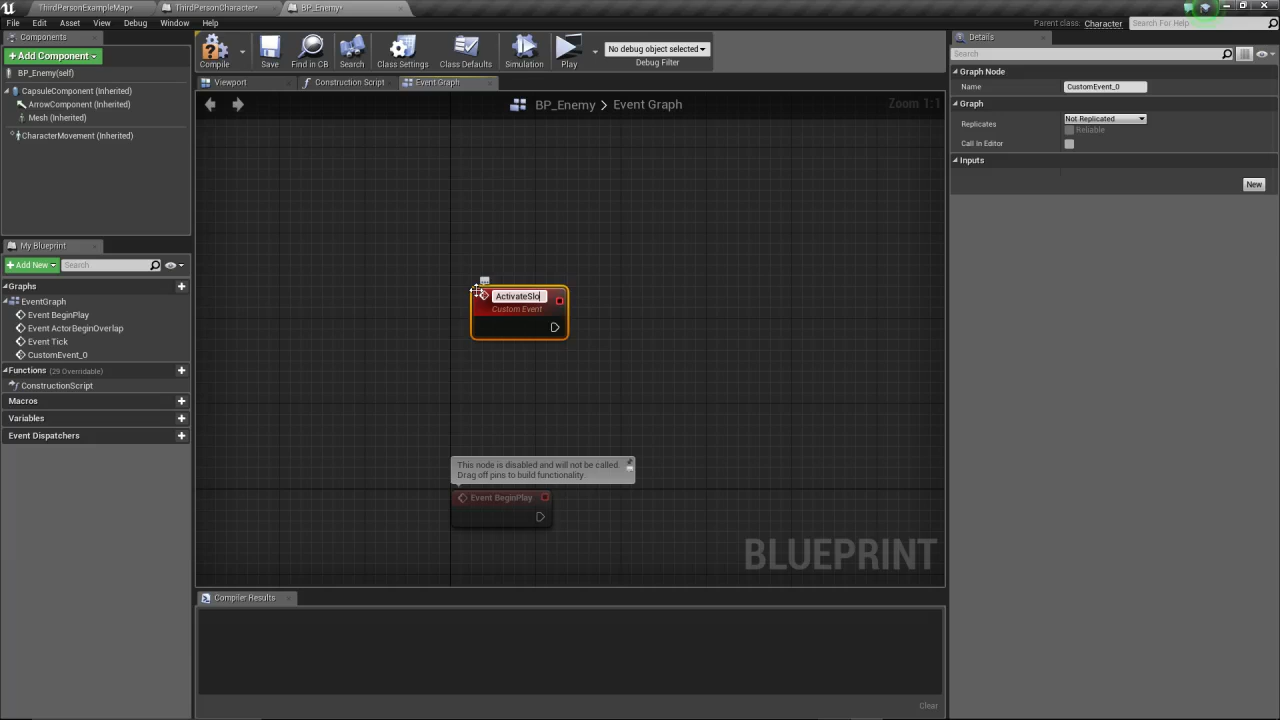 ThirdPersonExampleMap*
ThirdPersonCharacter*
BP_Enemy*
File Edit Asset View Debug Window Help
Parent class: Character
Search For Help
Components
+ Add Component
BP_Enemy(self)
CapsuleComponent (Inherited)
ArrowComponent (Inherited)
Mesh (Inherited)
CharacterMovement (Inherited)
Compile
Save
Find in CB
Search
Class Settings
Class Defaults
Simulation
Play
No debug object selected
Debug Filter
Viewport
Construction Script
Event Graph
BP_Enemy > Event Graph
Zoom 1:1
ActivateSlo
Custom Event
This node is disabled and will not be called.
Drag off pins to build functionality.
Event BeginPlay
BLUEPRINT
My Blueprint
+ Add New
Search
Graphs
EventGraph
Event BeginPlay
Event ActorBeginOverlap
Event Tick
CustomEvent_0
Functions (29 Overridable)
ConstructionScript
Macros
Variables
Event Dispatchers
Compiler Results
Clear
Details
Search
Graph Node
Name CustomEvent_0
Graph
Replicates Not Replicated
Reliable
Call In Editor
Inputs
New